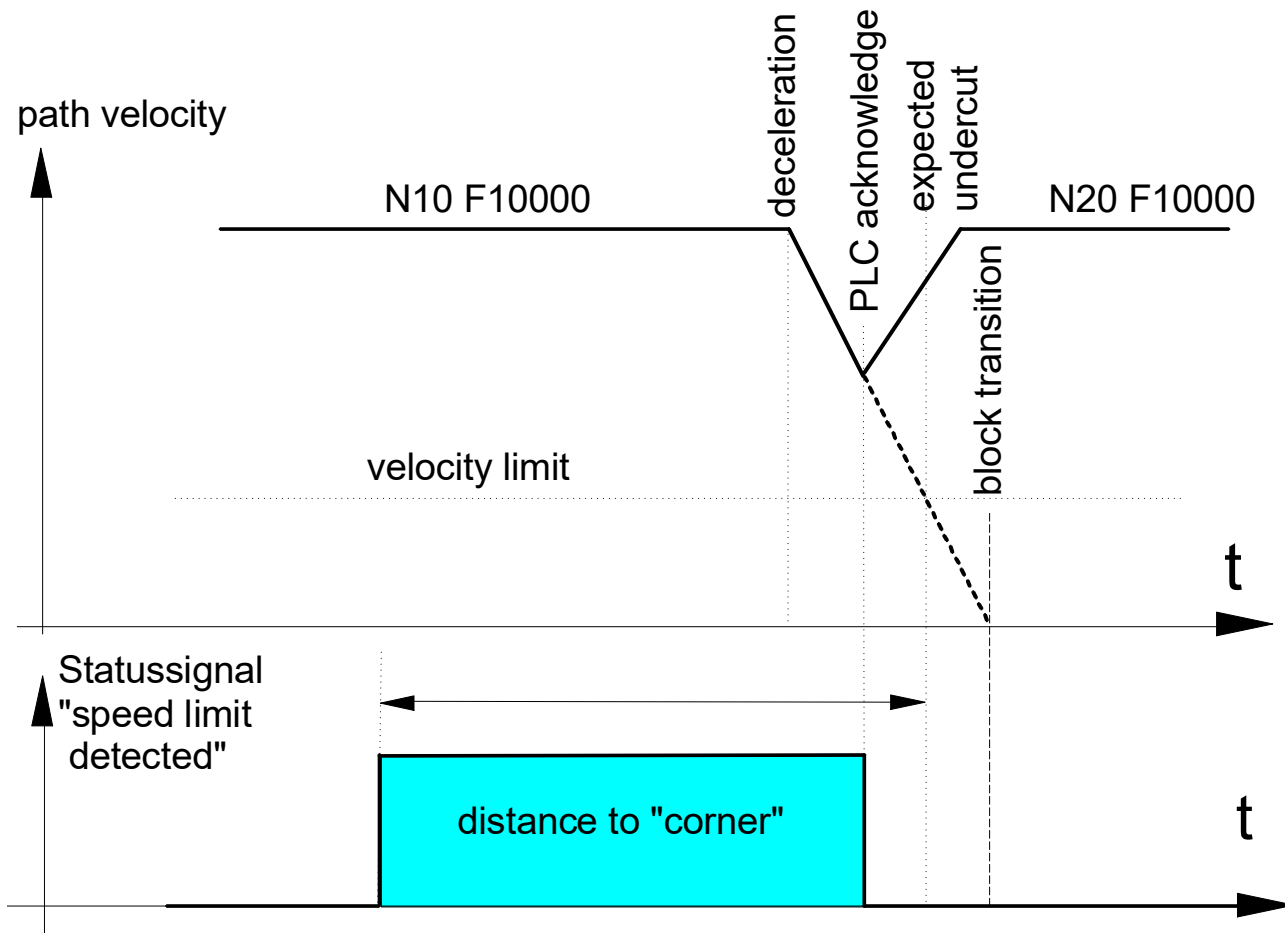 path velocity
N10 F10000
deceleration
PLC acknowledge
expected
undercut
N20 F10000
block transition
velocity limit
t
Statussignal
"speed limit
detected"
distance to "corner"
t